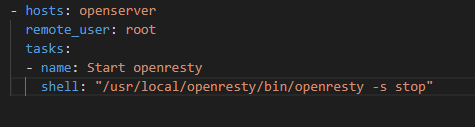 - hosts: openserver
  remote_user: root
  tasks:
  - name: Start openresty
    shell: "/usr/local/openresty/bin/openresty -s stop"